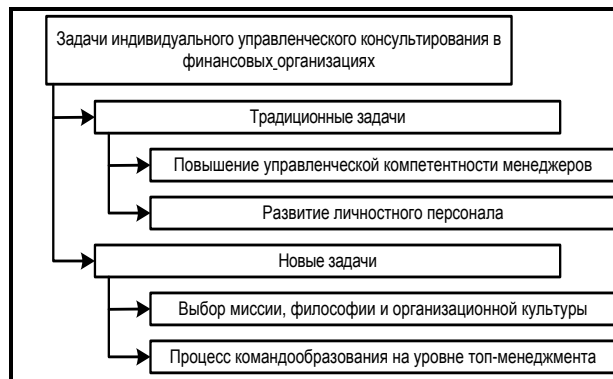 Задачи индивидуального управленческого консультирования в
финансовых организациях
Традиционные задачи
Повышение управленческой компетентности менеджеров
Развитие личностного персонала
Новые задачи
Выбор миссии, философии и организационной культуры
Процесс командообразования на уровне топ-менеджмента